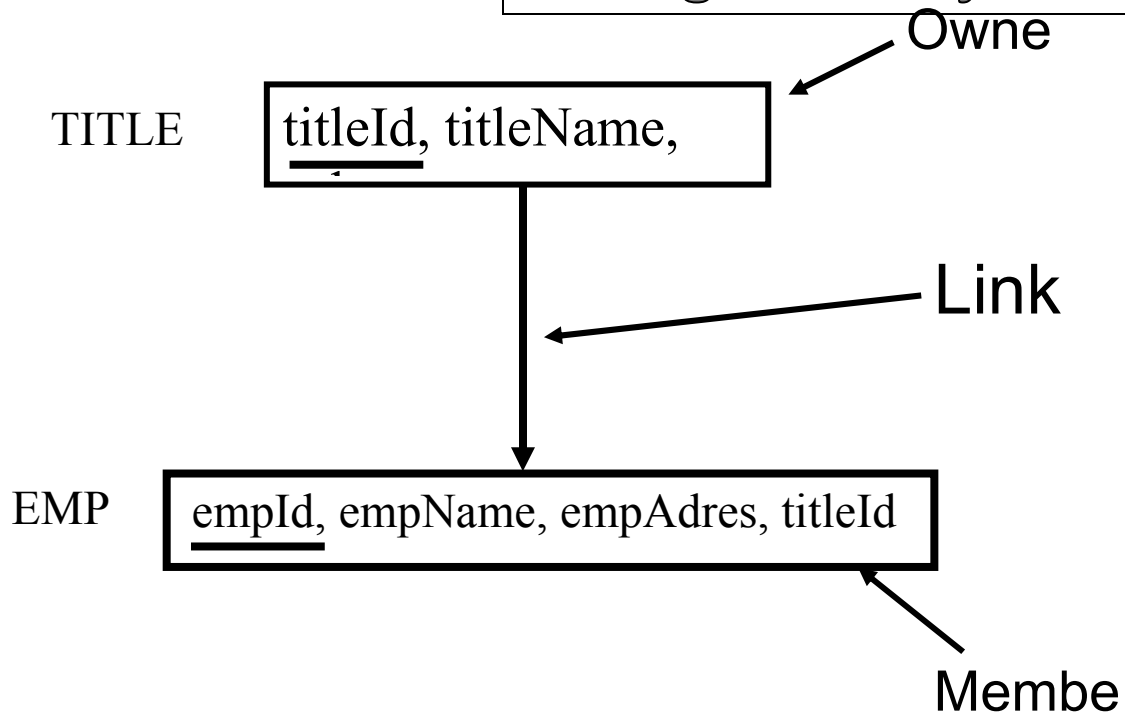 Owne
TITLE titleId, titleName,
Link
EMP empId, empName, empAdres, titleId
Membe